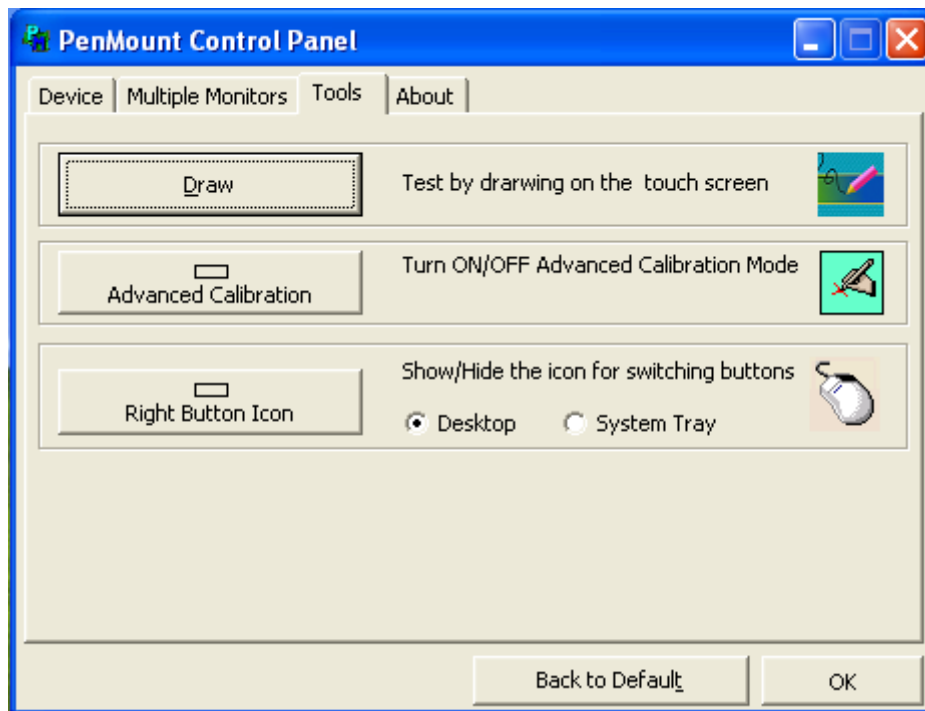 PenMount Control Panel
Device Multiple Monitors Tools About
Draw Test by drarwing on the touch screen
Advanced Calibration Turn ON/OFF Advanced Calibration Mode
Right Button Icon Show/Hide the icon for switching buttons
Desktop System Tray
Back to Default OK